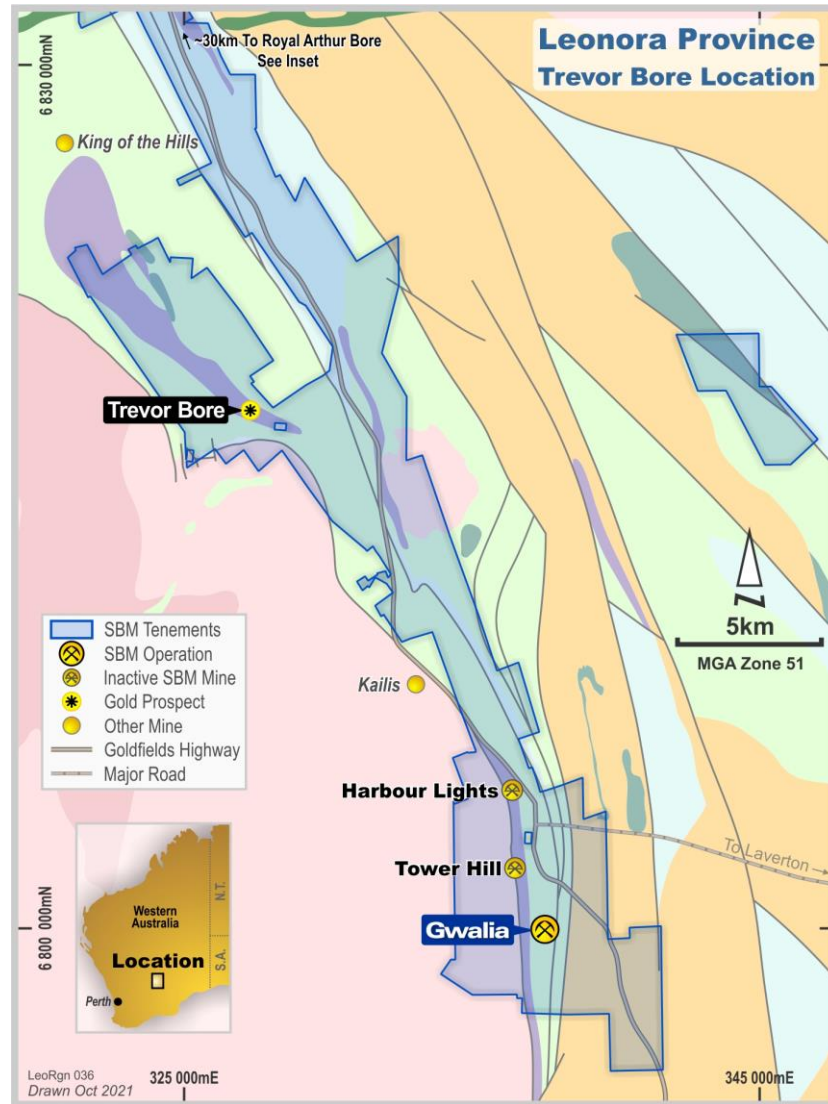 Leonora Province
Trevor Bore Location
~30km To Royal Arthur Bore
See Inset
6 830 000mN
King of the Hills
Trevor Bore
5km
MGA Zone 51
SBM Tenements
SBM Operation
Inactive SBM Mine
Gold Prospect
Other Mine
Goldfields Highway
Major Road
Kailis
Harbour Lights
Tower Hill
To Laverton
Gwalia
6 800 000mN
Western
Australia
N.T.
S.A.
Location
Perth
LeoRgn 036
Drawn Oct 2021
325 000mE
345 000mE